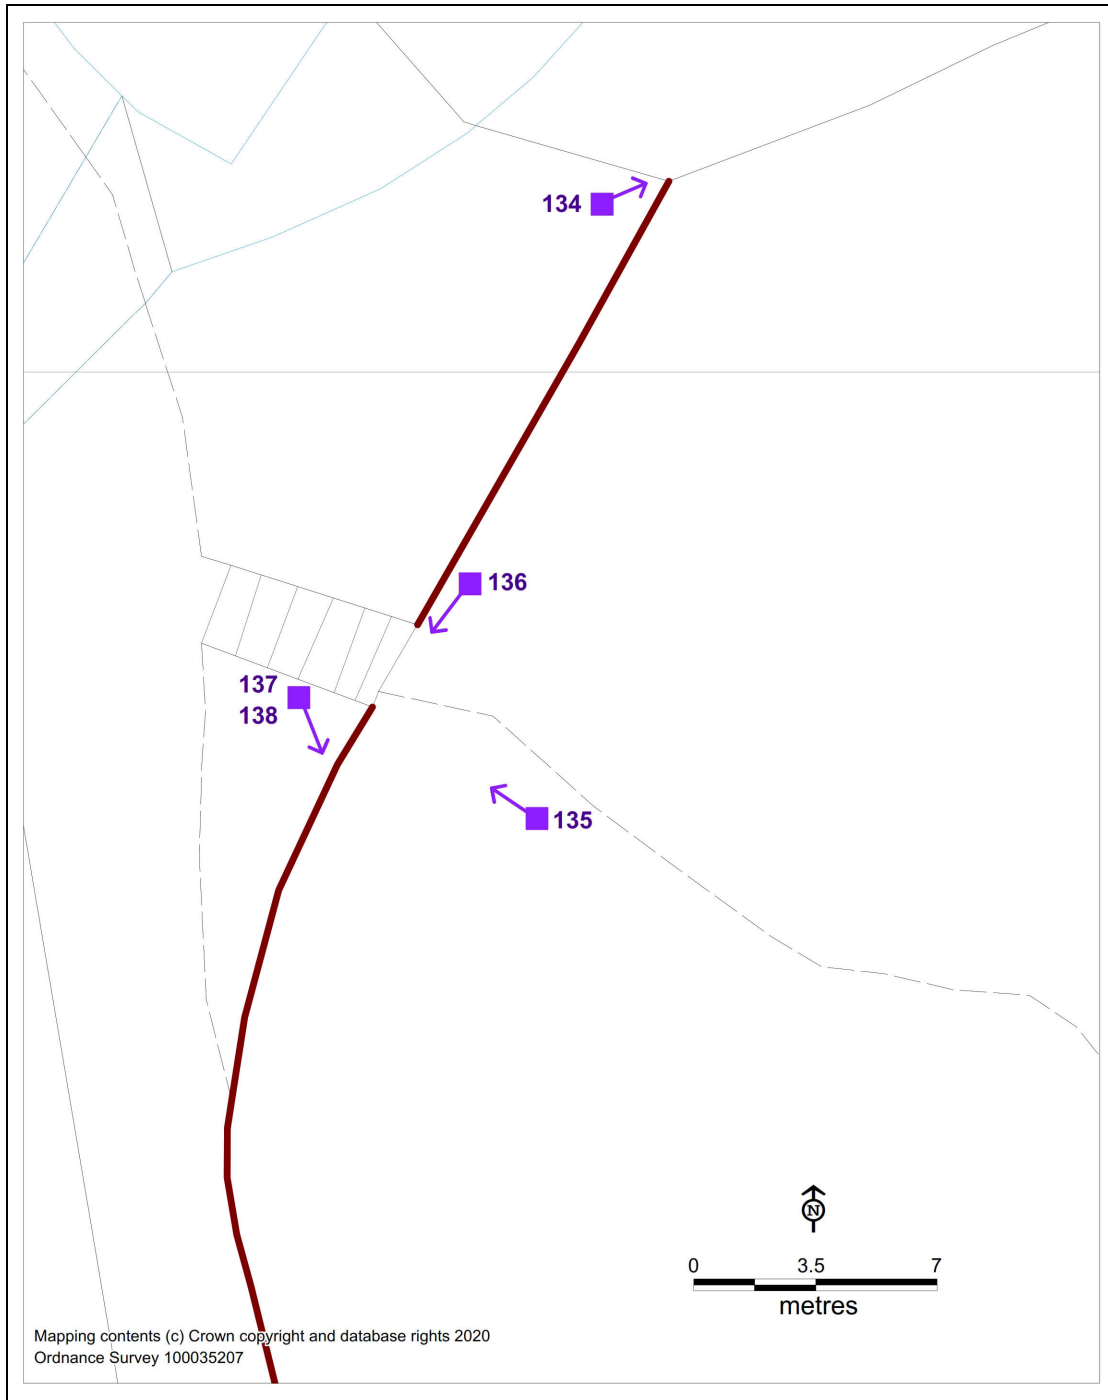 134
136
137
138
135
N
0 3.5 7
metres
Mapping contents (c) Crown copyright and database rights 2020
Ordnance Survey 100035207